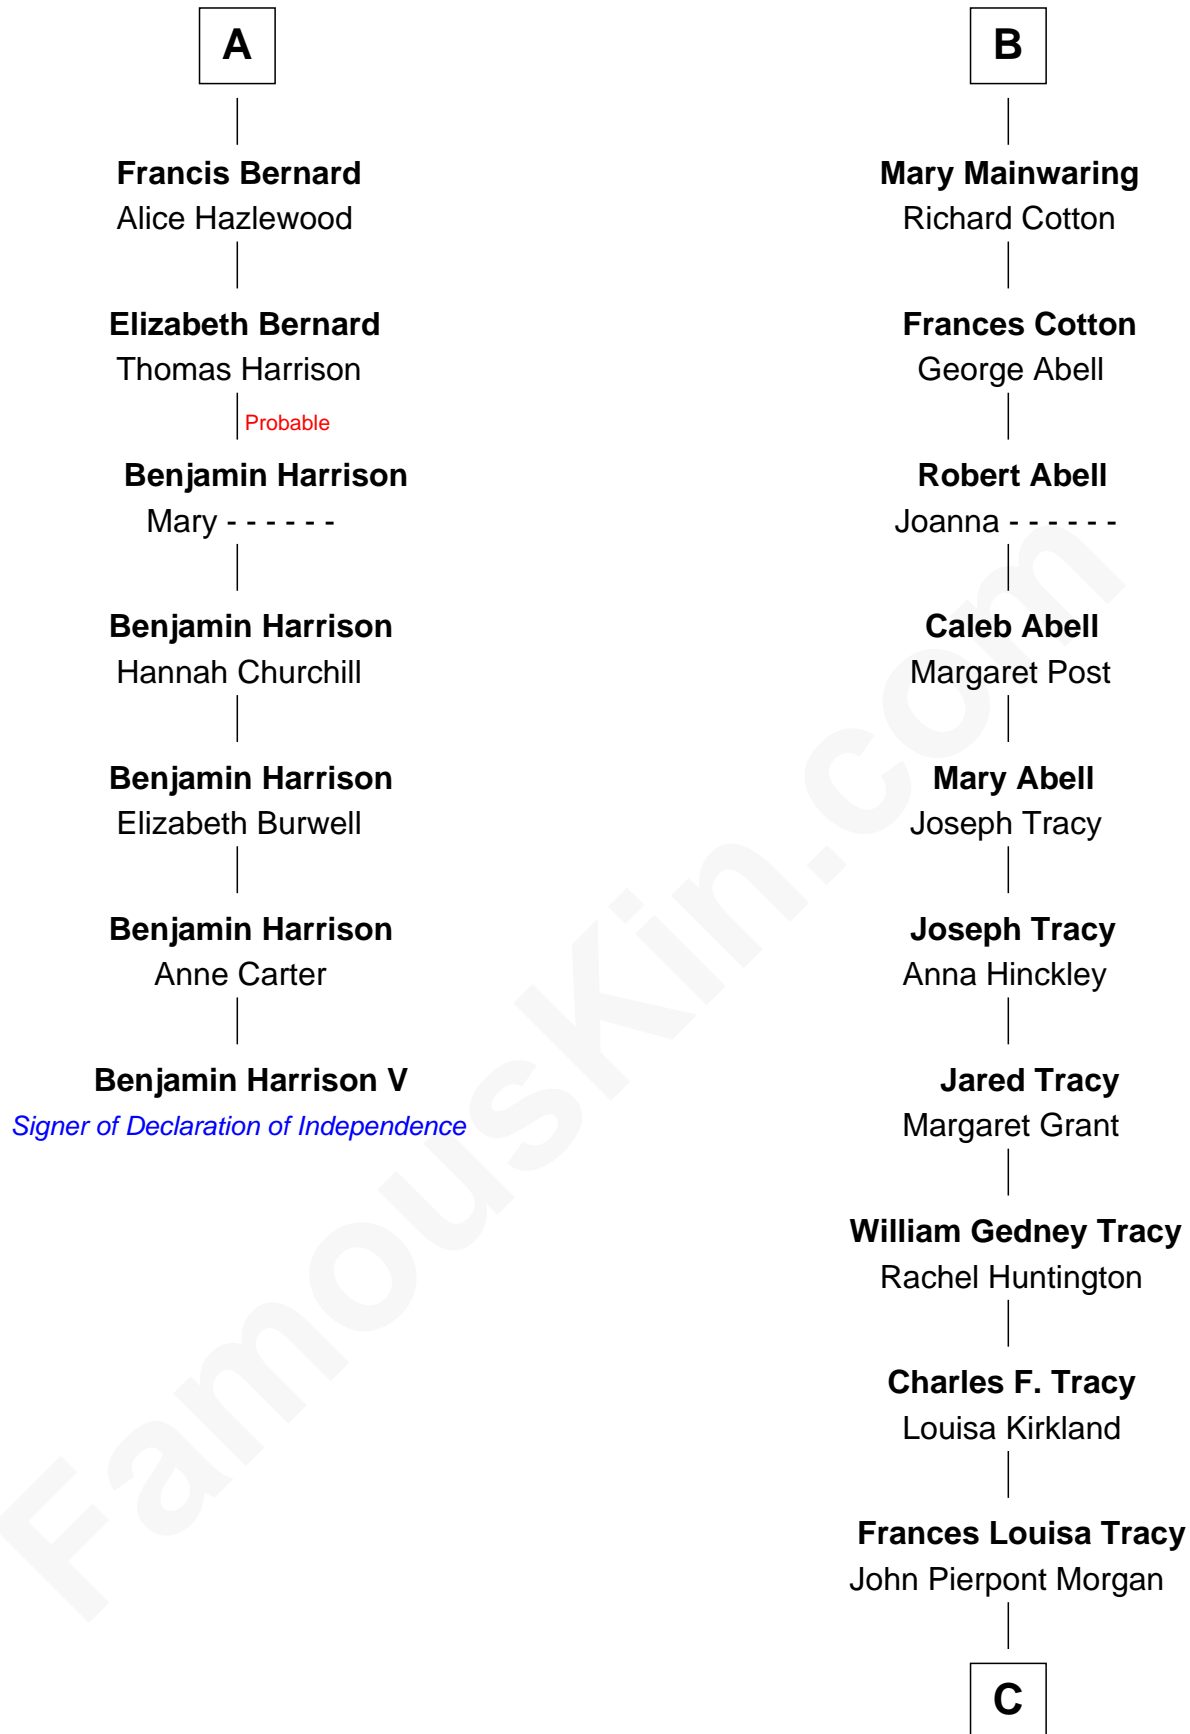 A
Francis Bernard
Alice Hazlewood
Elizabeth Bernard
Thomas Harrison
Probable
Benjamin Harrison
Mary - - - - - -
Benjamin Harrison
Hannah Churchill
Benjamin Harrison
Elizabeth Burwell
Benjamin Harrison
Anne Carter
Benjamin Harrison V
Signer of Declaration of Independence
B
Mary Mainwaring
Richard Cotton
Frances Cotton
George Abell
Robert Abell
Joanna - - - - - -
Caleb Abell
Margaret Post
Mary Abell
Joseph Tracy
Joseph Tracy
Anna Hinckley
Jared Tracy
Margaret Grant
William Gedney Tracy
Rachel Huntington
Charles F. Tracy
Louisa Kirkland
Frances Louisa Tracy
John Pierpont Morgan
C
FamousKin.com